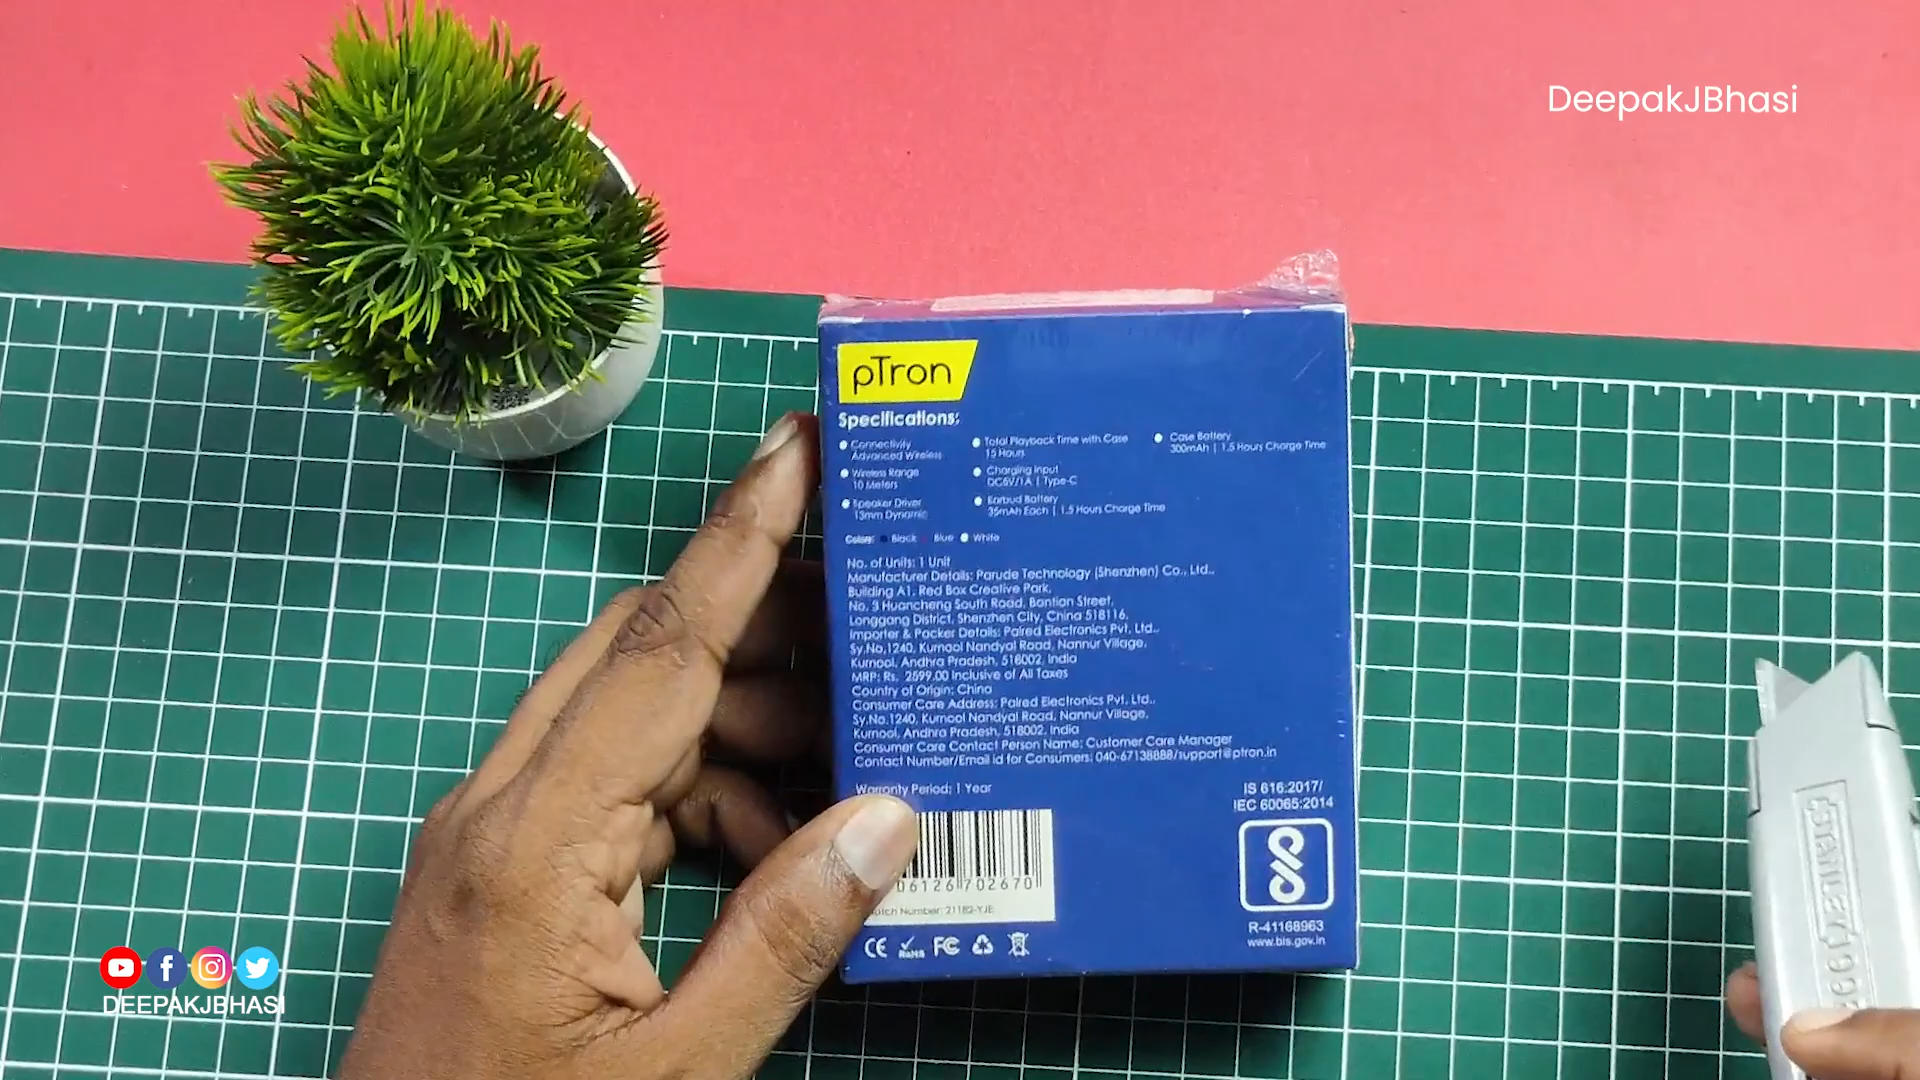 DeepakJBhasi
pTron
Specifications:
Connectivity
Advanced Wireless
Wireless Range
10 Meters
Speaker Driver
13mm Dynamic
Total Playback Time with Case
15 Hours
Charging Input
DC5V/1A | Type-C
Earbud Battery
35mAh Each | 1.5 Hours Charge Time
Case Battery
300mAh | 1.5 Hours Charge Time
Colors: Black Blue White
No. of Units: 1 Unit
Manufacturer Details: Parude Technology (Shenzhen) Co., Ltd.,
Building A1, Red Box Creative Park,
No. 3 Huancheng South Road, Bantian Street,
Longgang District, Shenzhen City, China 518116.
Importer & Packer Details: Palred Electronics Pvt. Ltd.,
Sy.No.1240, Kurnool Nandyal Road, Nannur Village,
Kurnool, Andhra Pradesh, 518002, India
MRP: Rs. 2599.00 Inclusive of All Taxes
Country of Origin: China
Consumer Care Address: Palred Electronics Pvt. Ltd.,
Sy.No.1240, Kurnool Nandyal Road, Nannur Village,
Kurnool, Andhra Pradesh, 518002, India
Consumer Care Contact Person Name: Customer Care Manager
Contact Number/Email id for Consumers: 040-67138888/support@ptron.in
Warranty Period: 1 Year
06126 702670
Batch Number: 21182-YJE
CE RoHS FC
IS 616:2017/
IEC 60065:2014
R-41168963
www.bis.gov.in
DEEPAKJBHASI